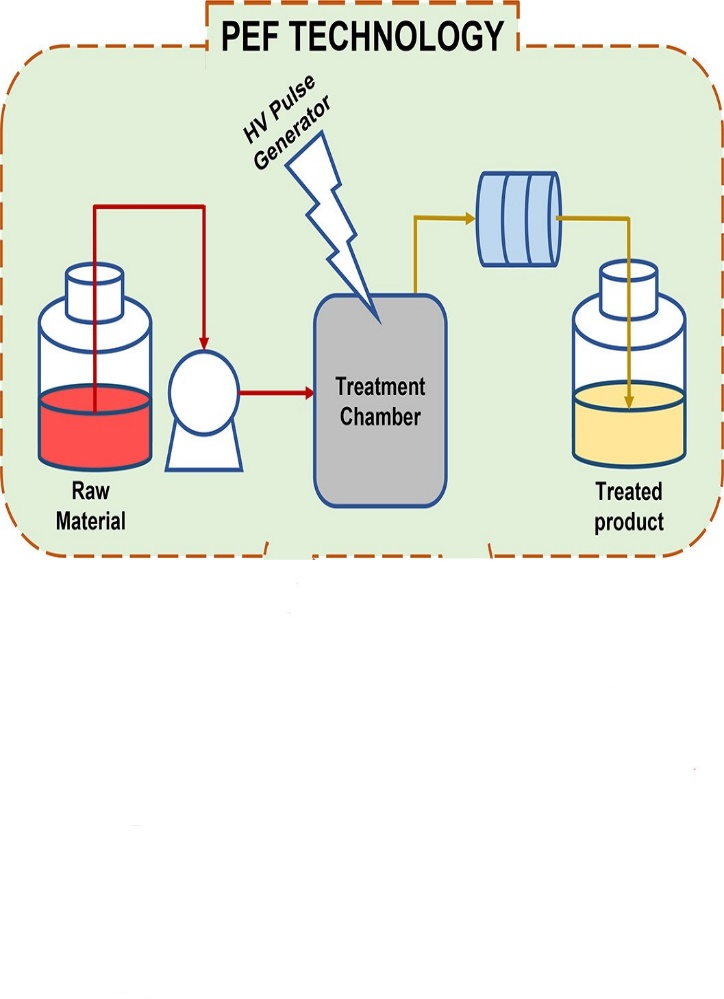 PEF TECHNOLOGY
HV Pulse
Generator
Treatment
Chamber
Raw
Material
Treated
product